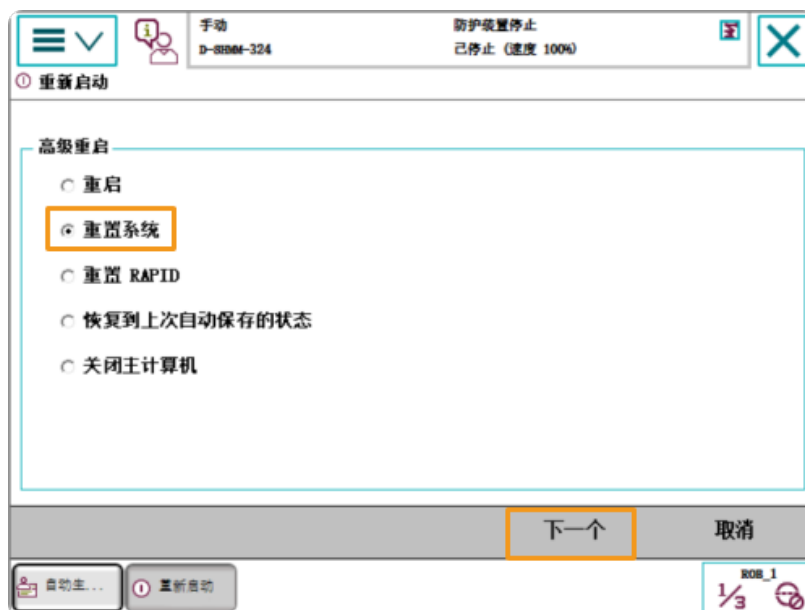 手动 防护装置停止
D-SHMM-324 己停止 (速度 100%)
重新启动
高级重启
重启
重置系统
重置 RAPID
恢复到上次自动保存的状态
关闭主计算机
下一个 取消
自动生... 重新启动
ROB_1
1/3